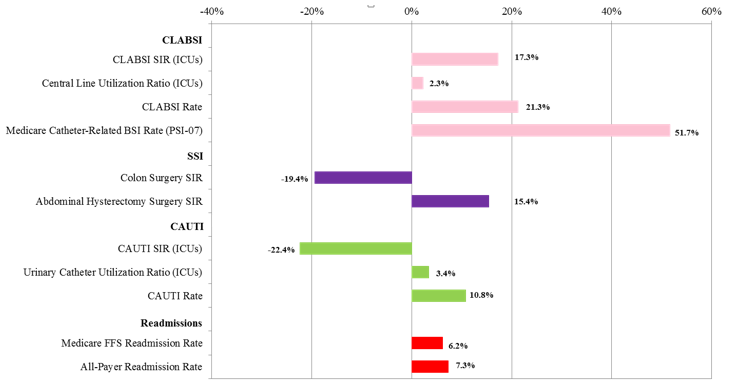 -40% -20% 0% 20% 40% 60%
CLABSI
CLABSI SIR (ICUs) 17.3%
Central Line Utilization Ratio (ICUs) 2.3%
CLABSI Rate 21.3%
Medicare Catheter-Related BSI Rate (PSI-07) 51.7%
SSI
Colon Surgery SIR -19.4%
Abdominal Hysterectomy Surgery SIR 15.4%
CAUTI
CAUTI SIR (ICUs) -22.4%
Urinary Catheter Utilization Ratio (ICUs) 3.4%
CAUTI Rate 10.8%
Readmissions
Medicare FFS Readmission Rate 6.2%
All-Payer Readmission Rate 7.3%